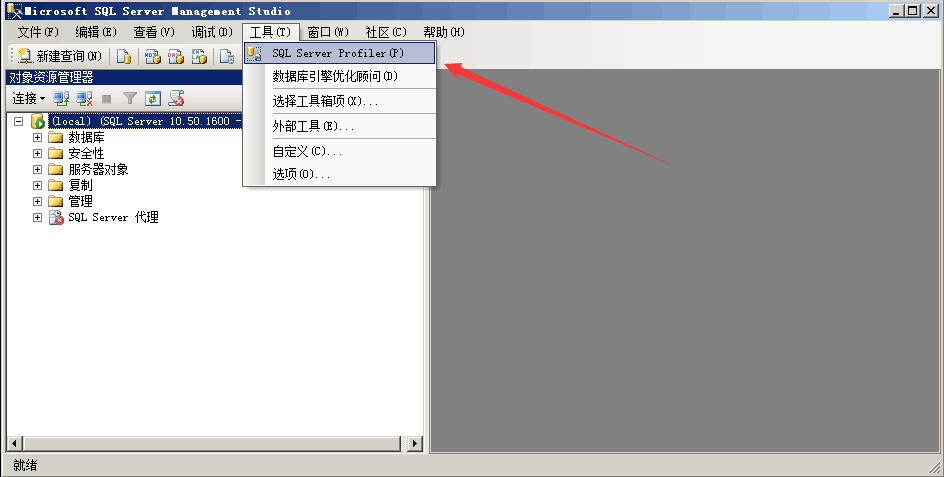 Microsoft SQL Server Management Studio
文件(F) 编辑(E) 查看(V) 调试(D) 工具(T) 窗口(W) 社区(C) 帮助(H)
新建查询(N)
SQL Server Profiler(P)
数据库引擎优化顾问(D)
选择工具箱项(X)...
外部工具(E)...
自定义(C)...
选项(O)...
对象资源管理器
连接
(local) (SQL Server 10.50.1600 -
数据库
安全性
服务器对象
复制
管理
SQL Server 代理
就绪